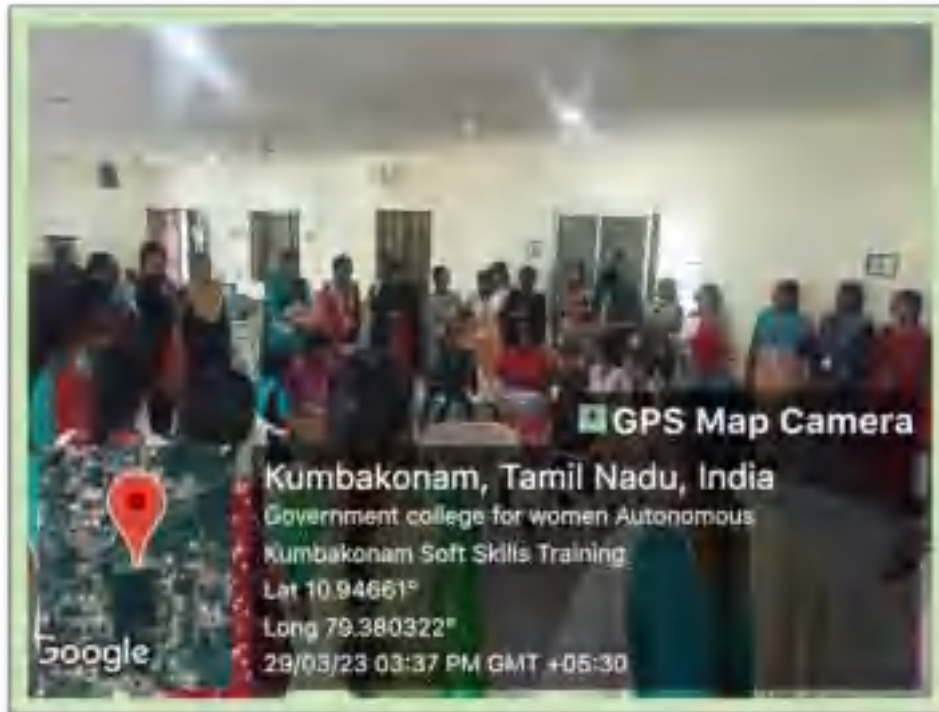 GPS Map Camera
Kumbakonam, Tamil Nadu, India
Government college for women Autonomous
Kumbakonam Soft Skills Training
Lat 10.94661°
Long 79.380322°
Google
29/03/23 03:37 PM GMT +05:30